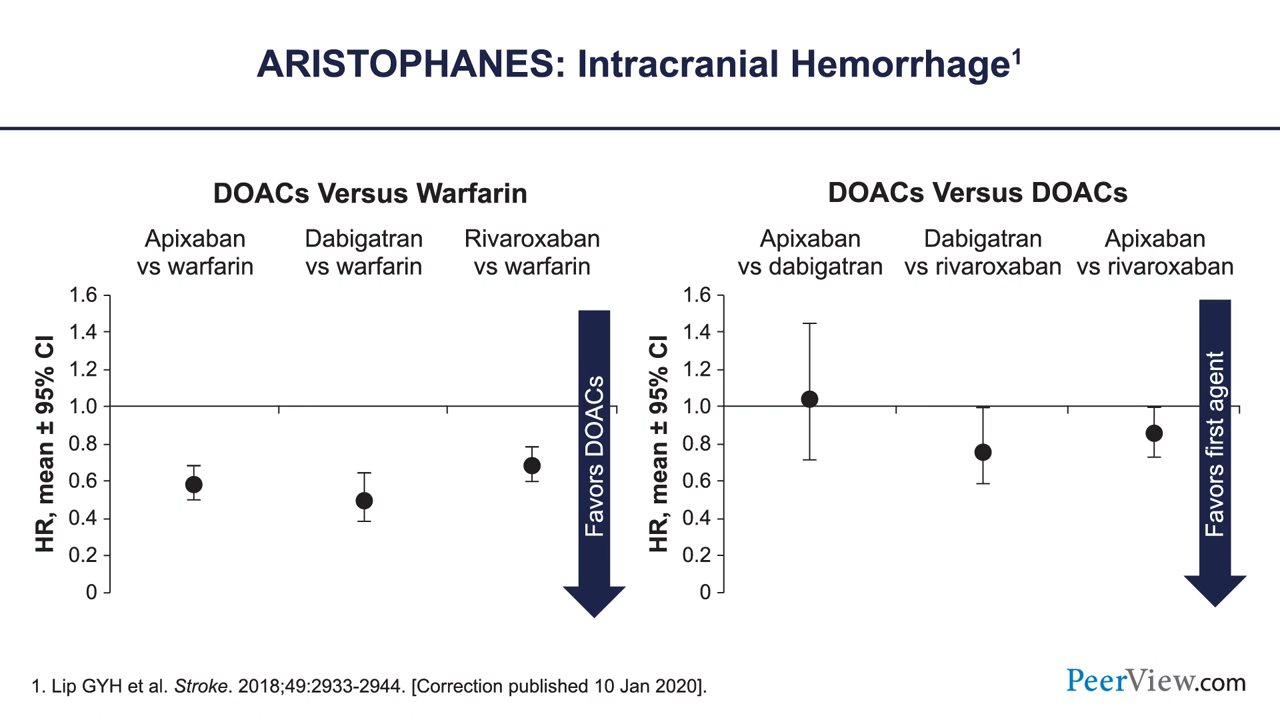 ARISTOPHANES: Intracranial Hemorrhage1
DOACs Versus Warfarin
Apixaban
vs warfarin
Dabigatran
vs warfarin
Rivaroxaban
vs warfarin
HR, mean ± 95% CI
1.6
1.4
1.2
1.0
0.8
0.6
0.4
0.2
0
Favors DOACs
DOACs Versus DOACs
Apixaban
vs dabigatran
Dabigatran
vs rivaroxaban
Apixaban
vs rivaroxaban
HR, mean ± 95% CI
1.6
1.4
1.2
1.0
0.8
0.6
0.4
0.2
0
Favors first agent
1. Lip GYH et al. Stroke. 2018;49:2933-2944. [Correction published 10 Jan 2020].
PeerView.com